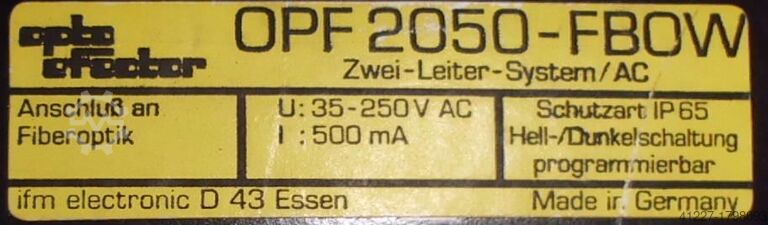 opto
efector
OPF 2050-FBOW
Zwei-Leiter-System/AC
Anschluß an
Fiberoptik
U: 35-250V AC
I : 500 mA
Schutzart IP 65
Hell-/Dunkelschaltung
programmierbar
ifm electronic D 43 Essen
Made in Germany